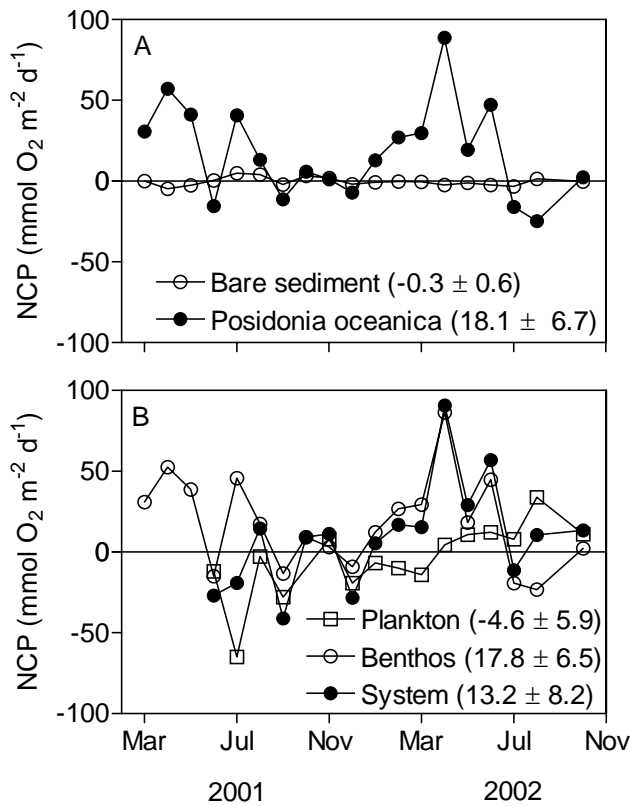 100
A
50
0
-50
Bare sediment (-0.3 ± 0.6)
Posidonia oceanica (18.1 ± 6.7)
-100
NCP (mmol O2 m-2 d-1)
100
B
50
0
-50
Plankton (-4.6 ± 5.9)
Benthos (17.8 ± 6.5)
System (13.2 ± 8.2)
-100
NCP (mmol O2 m-2 d-1)
Mar Jul Nov Mar Jul Nov
2001 2002